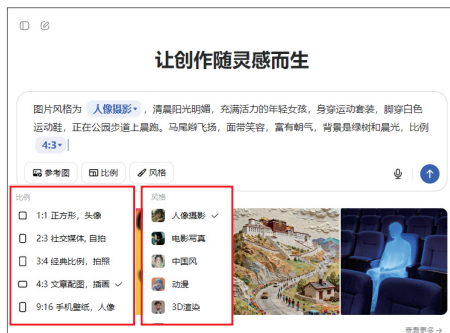 让创作随灵感而生
图片风格为 人像摄影 ，清晨阳光明媚，充满活力的年轻女孩，身穿运动套装，脚穿白色
运动鞋，正在公园步道上晨跑。马尾辫飞扬，面带笑容，富有朝气，背景是绿树和晨光，比例
4:3
参考图 比例 风格
比例
1:1 正方形，头像
2:3 社交媒体, 自拍
3:4 经典比例，拍照
4:3 文章配图，插画
9:16 手机壁纸，人像
风格
人像摄影
电影写真
中国风
动漫
3D渲染
查看更多